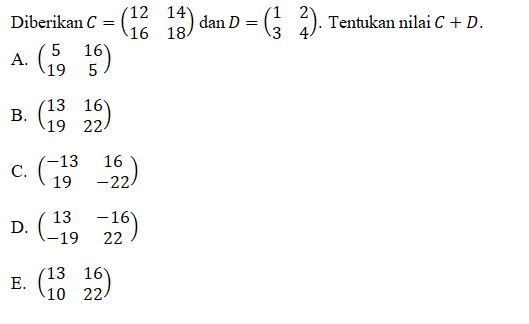 Diberikan C = (12 14
16 18) dan D = (1 2
3 4). Tentukan nilai C + D.
A. (5 16
19 5)
B. (13 16
19 22)
C. (−13 16
19 −22)
D. (13 −16
−19 22)
E. (13 16
10 22)